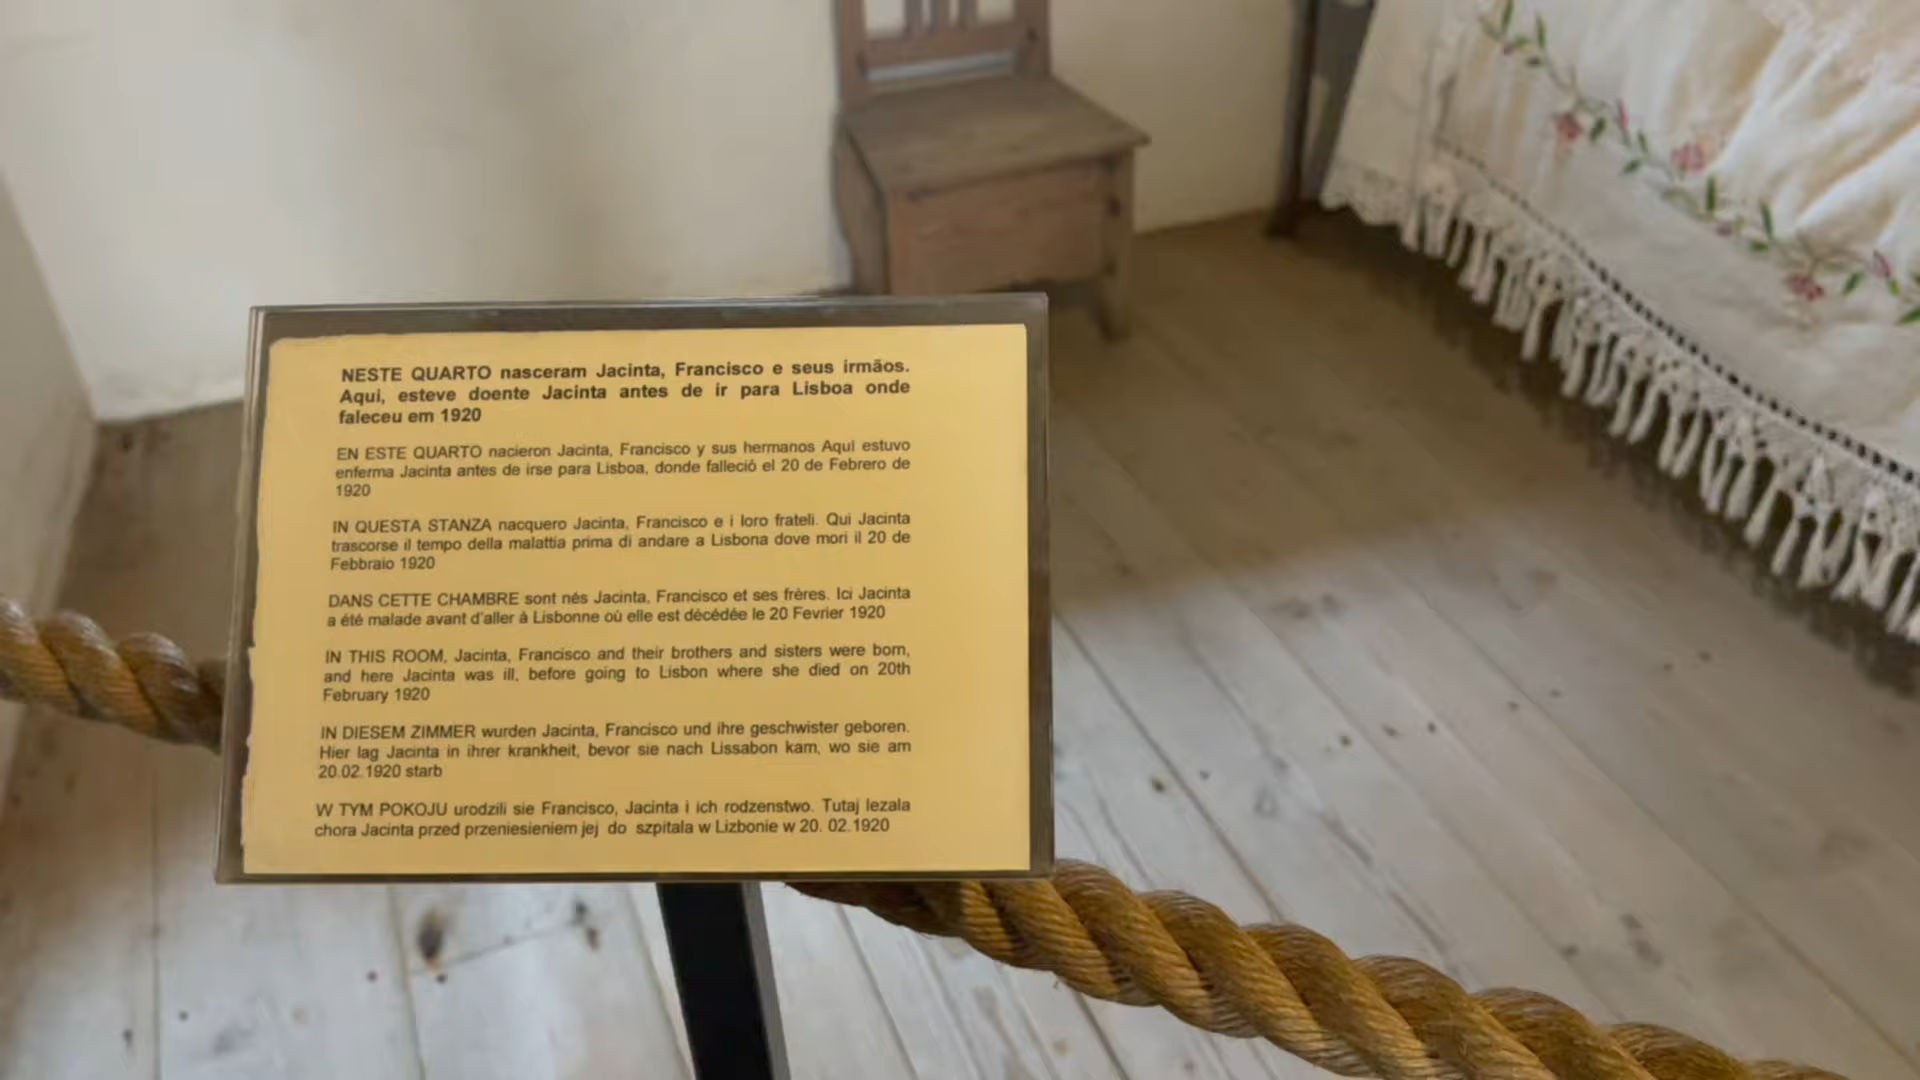 NESTE QUARTO nasceram Jacinta, Francisco e seus irmãos.
Aqui, esteve doente Jacinta antes de ir para Lisboa onde
faleceu em 1920
EN ESTE QUARTO nacieron Jacinta, Francisco y sus hermanos Aqui estuvo
enferma Jacinta antes de irse para Lisboa, donde falleció el 20 de Febrero de
1920
IN QUESTA STANZA nacquero Jacinta, Francisco e i loro frateli. Qui Jacinta
trascorse il tempo della malattia prima di andare a Lisbona dove mori il 20 de
Febbraio 1920
DANS CETTE CHAMBRE sont nés Jacinta, Francisco et ses frères. Ici Jacinta
a été malade avant d'aller à Lisbonne où elle est décédée le 20 Fevrier 1920
IN THIS ROOM, Jacinta, Francisco and their brothers and sisters were born,
and here Jacinta was ill, before going to Lisbon where she died on 20th
February 1920
IN DIESEM ZIMMER wurden Jacinta, Francisco und ihre geschwister geboren.
Hier lag Jacinta in ihrer krankheit, bevor sie nach Lissabon kam, wo sie am
20.02.1920 starb
W TYM POKOJU urodzili sie Francisco, Jacinta i ich rodzenstwo. Tutaj lezala
chora Jacinta przed przeniesieniem jej do szpitala w Lizbonie w 20. 02.1920